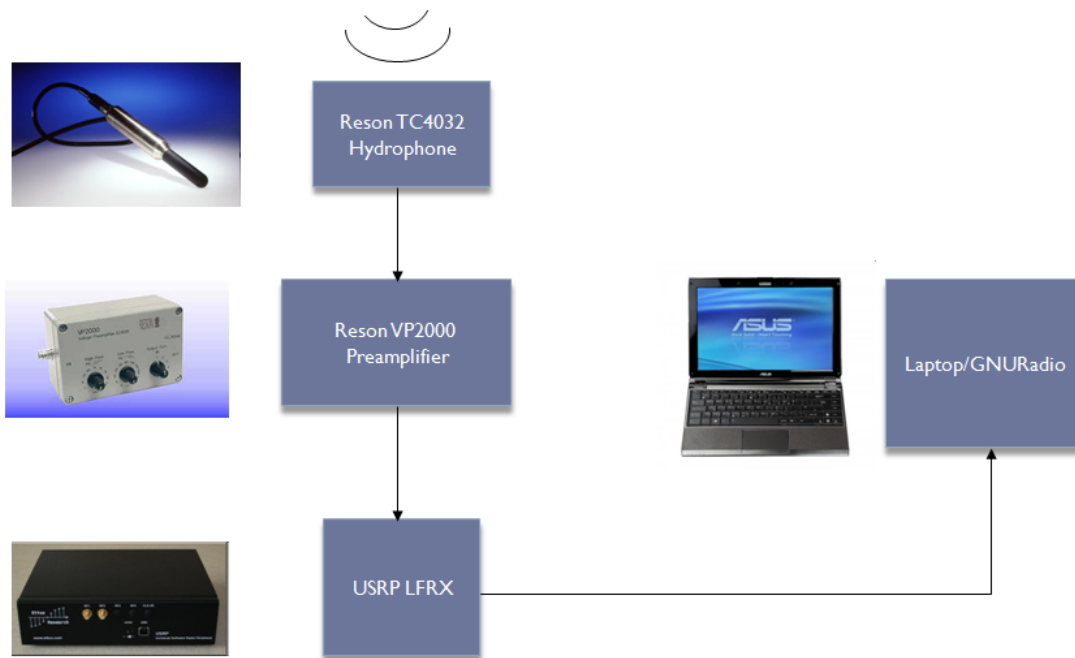 Reson TC4032
Hydrophone
VP2000
Reson VP2000
Preamplifier
ASUS
Laptop/GNURadio
USRP LFRX
USRP